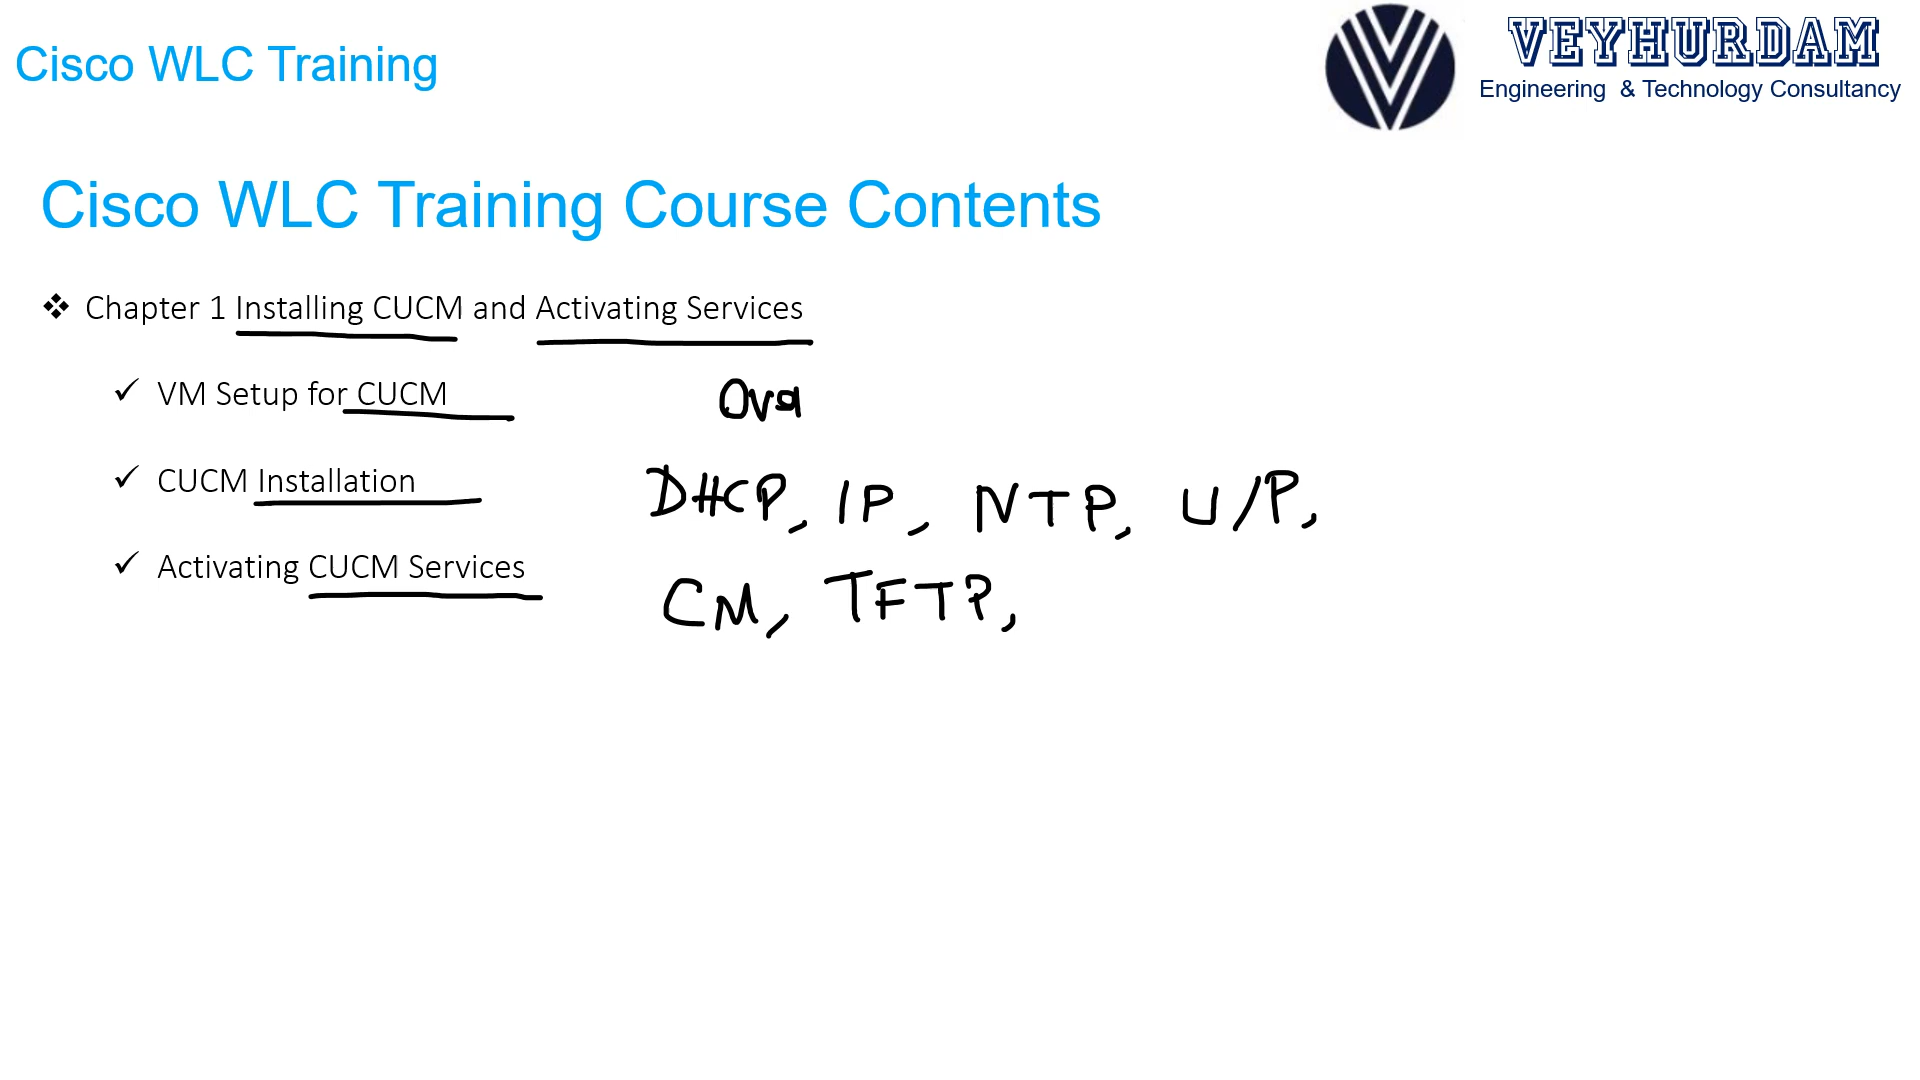 Cisco WLC Training
VEYHURDAM
Engineering & Technology Consultancy
Cisco WLC Training Course Contents
Chapter 1 Installing CUCM and Activating Services
VM Setup for CUCM
Ova
CUCM Installation
DHCP, IP, NTP, U/P,
Activating CUCM Services
CM, TFTP,